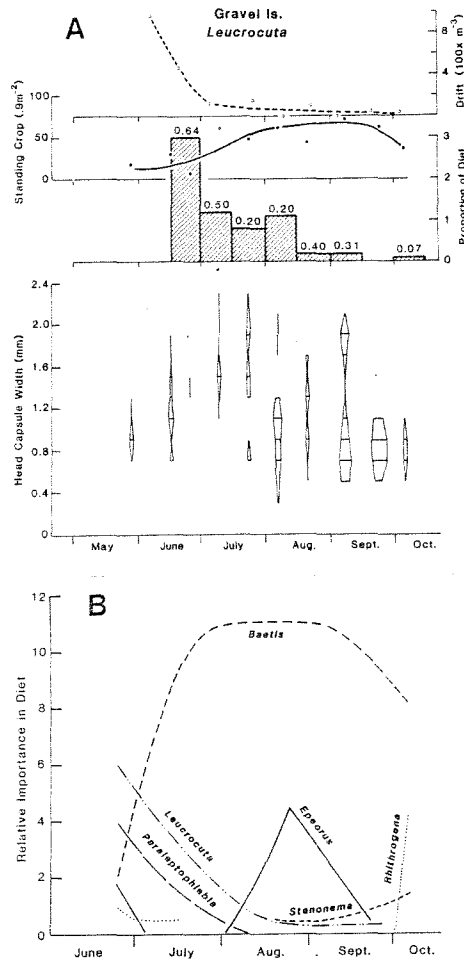 A
Gravel Is.
Leucrocuta
Drift (100x m⁻³)
8
4
0
Standing Crop (.9m⁻²)
100
50
0
0.64
0.50
0.20
0.20
0.40
0.31
0.07
Proportion of Diet
3
2
1
0
Head Capsule Width (mm)
2.4
2.0
1.6
1.2
0.8
0.4
0
May
June
July
Aug.
Sept.
Oct.
B
Relative Importance in Diet
12
10
8
6
4
2
0
Baetis
Leucrocuta
Paraleptophlebia
Epeorus
Stenonema
Rhithrogena
June
July
Aug.
Sept.
Oct.